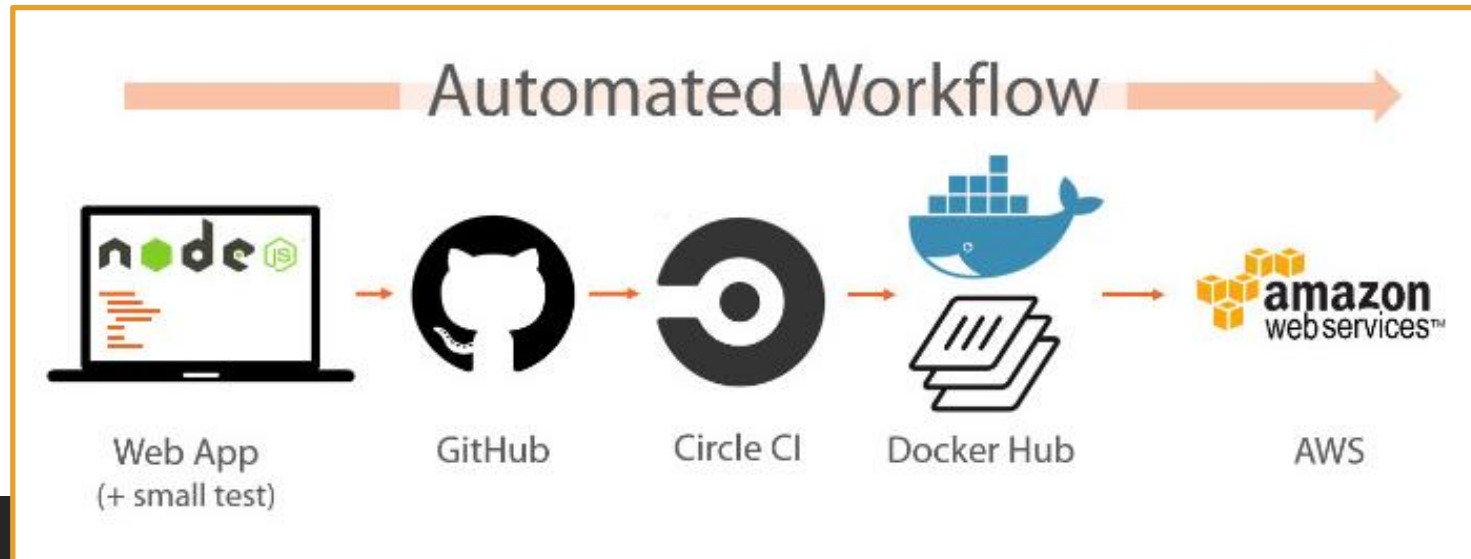 Automated Workflow
node JS
amazon
web services™
Web App
(+ small test)
GitHub
Circle CI
Docker Hub
AWS